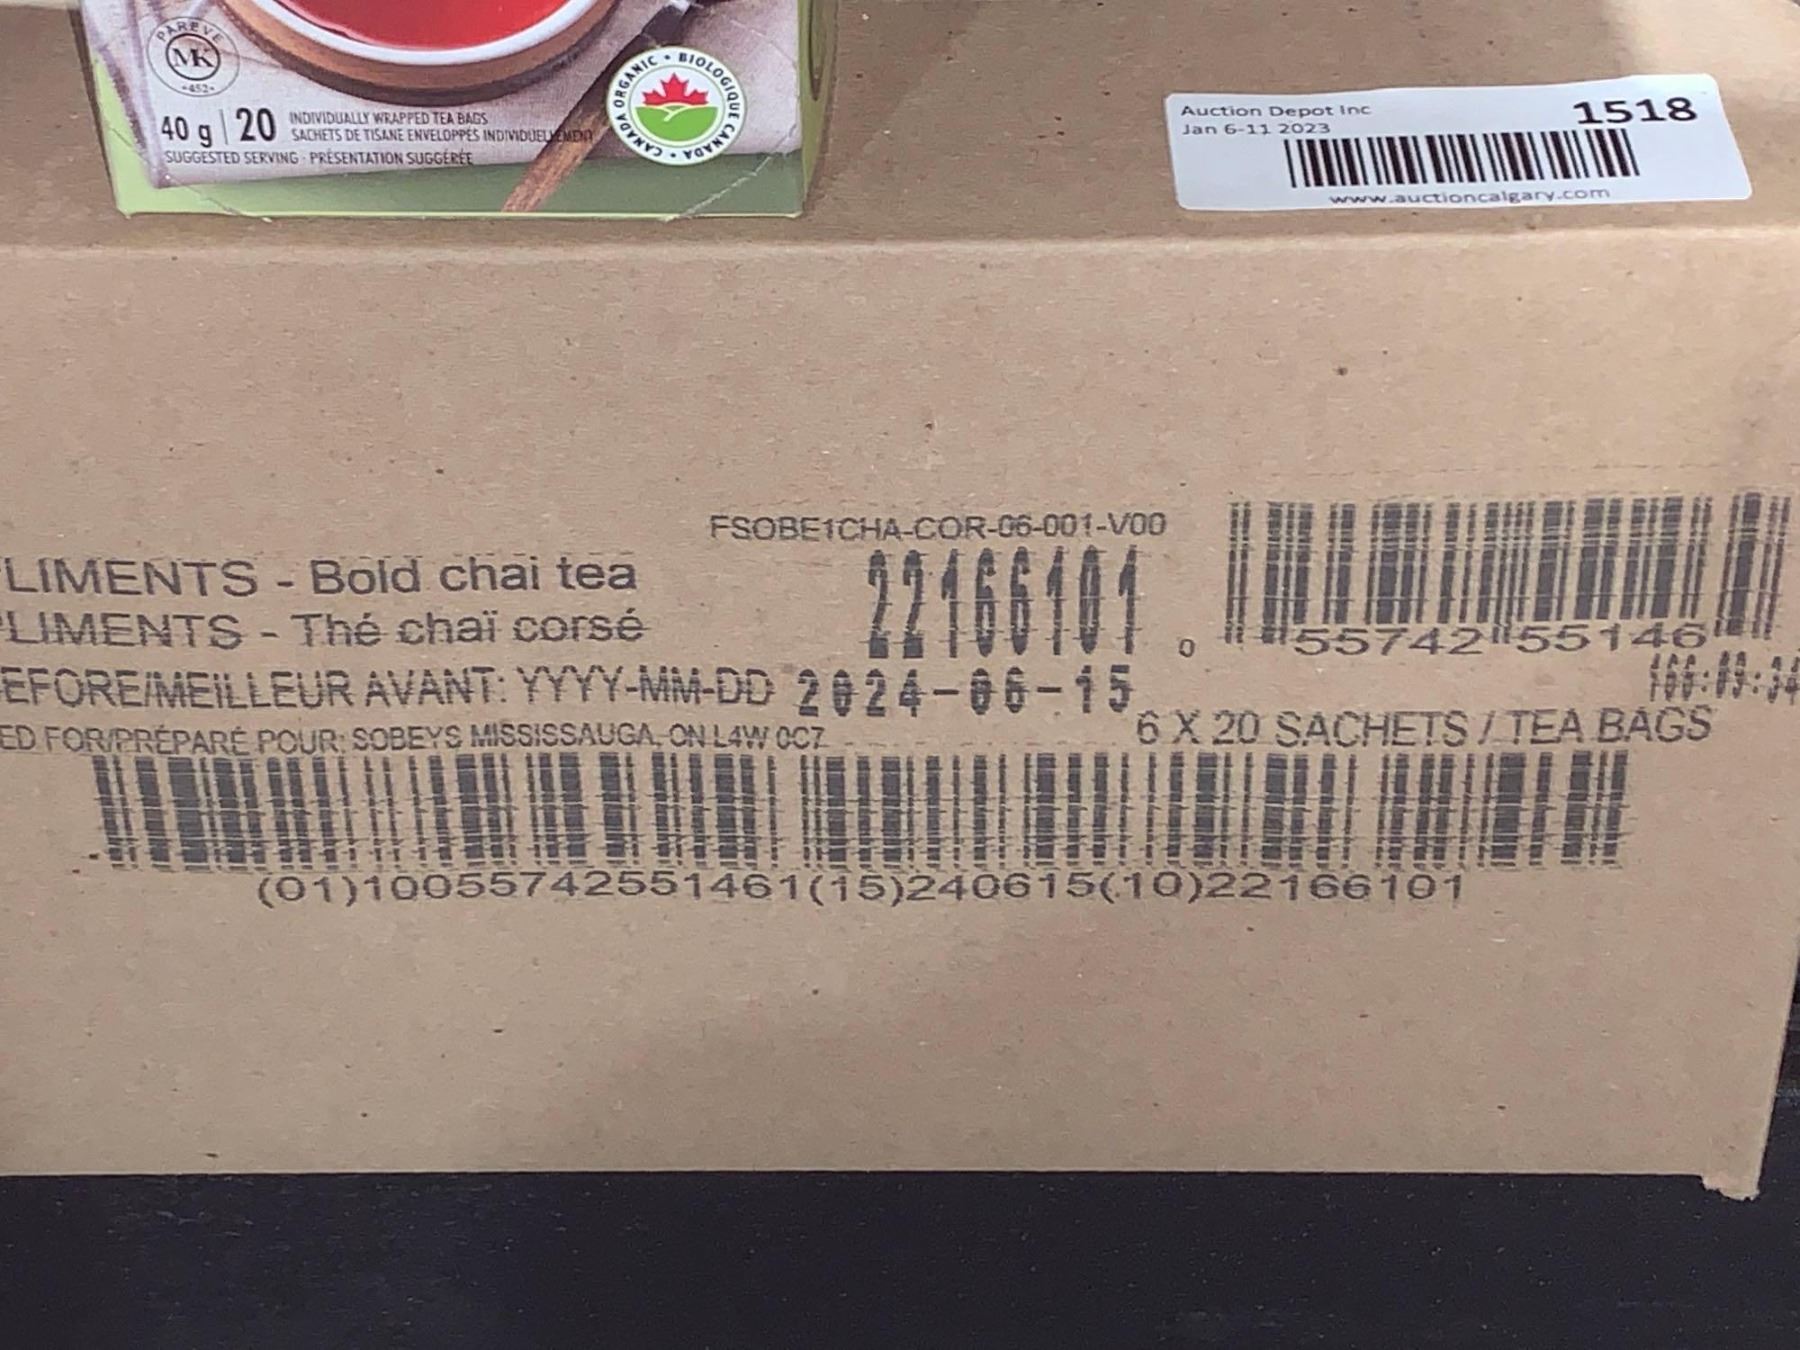 PAREVE
MK
-452-
40 g | 20 INDIVIDUALLY WRAPPED TEA BAGS
SACHETS DE TISANE ENVELOPPÉS INDIVIDUELLEMENT
SUGGESTED SERVING · PRÉSENTATION SUGGÉRÉE
CANADA ORGANIC • BIOLOGIQUE CANADA •
Auction Depot Inc 1518
Jan 6-11 2023
www.auctioncalgary.com
FSOBE1CHA-COR-06-001-V00
LIMENTS - Bold chai tea
22166101
LIMENTS - Thé chaï corsé
0 55742 55146
EFORE/MEILLEUR AVANT: YYYY-MM-DD 2024-06-15
ED FOR/PRÉPARÉ POUR: SOBEYS MISSISSAUGA, ON L4W 0C7
6 X 20 SACHETS / TEA BAGS
(01)10055742551461(15)240615(10)22166101